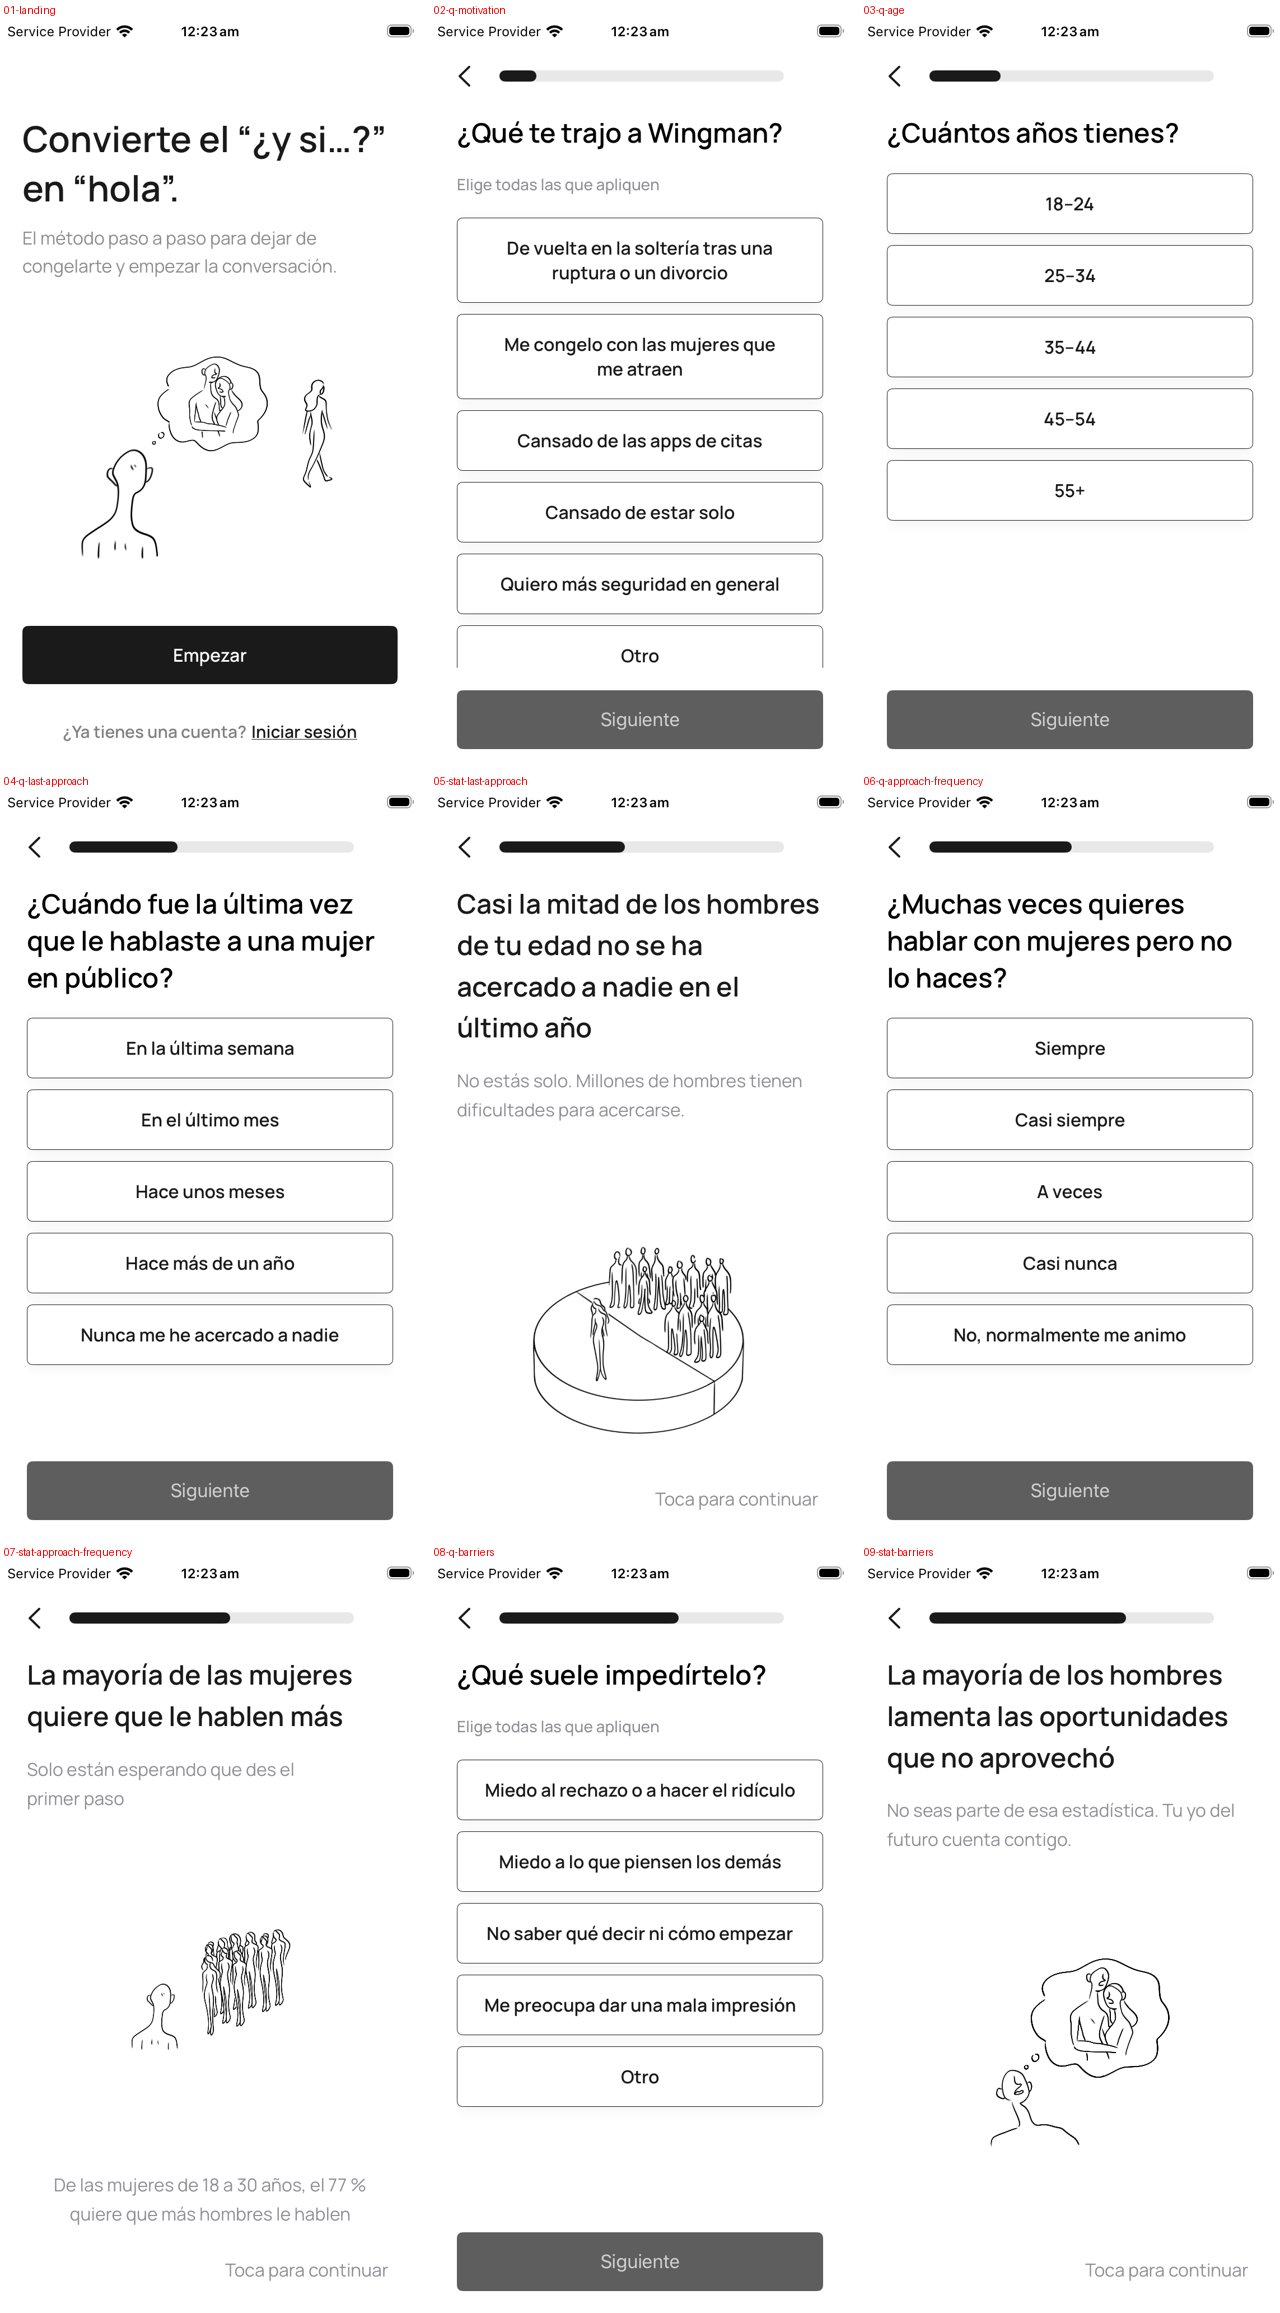 01-landing
Service Provider 12:23 am
Convierte el “¿y si...?”
en “hola”.
El método paso a paso para dejar de
congelarte y empezar la conversación.
Empezar
¿Ya tienes una cuenta? Iniciar sesión
02-q-motivation
Service Provider 12:23 am
¿Qué te trajo a Wingman?
Elige todas las que apliquen
De vuelta en la soltería tras una
ruptura o un divorcio
Me congelo con las mujeres que
me atraen
Cansado de las apps de citas
Cansado de estar solo
Quiero más seguridad en general
Otro
Siguiente
03-q-age
Service Provider 12:23 am
¿Cuántos años tienes?
18–24
25–34
35–44
45–54
55+
Siguiente
04-q-last-approach
Service Provider 12:23 am
¿Cuándo fue la última vez
que le hablaste a una mujer
en público?
En la última semana
En el último mes
Hace unos meses
Hace más de un año
Nunca me he acercado a nadie
Siguiente
05-stat-last-approach
Service Provider 12:23 am
Casi la mitad de los hombres
de tu edad no se ha
acercado a nadie en el
último año
No estás solo. Millones de hombres tienen
dificultades para acercarse.
Toca para continuar
06-q-approach-frequency
Service Provider 12:23 am
¿Muchas veces quieres
hablar con mujeres pero no
lo haces?
Siempre
Casi siempre
A veces
Casi nunca
No, normalmente me animo
Siguiente
07-stat-approach-frequency
Service Provider 12:23 am
La mayoría de las mujeres
quiere que le hablen más
Solo están esperando que des el
primer paso
De las mujeres de 18 a 30 años, el 77 %
quiere que más hombres le hablen
Toca para continuar
08-q-barriers
Service Provider 12:23 am
¿Qué suele impedírtelo?
Elige todas las que apliquen
Miedo al rechazo o a hacer el ridículo
Miedo a lo que piensen los demás
No saber qué decir ni cómo empezar
Me preocupa dar una mala impresión
Otro
Siguiente
09-stat-barriers
Service Provider 12:23 am
La mayoría de los hombres
lamenta las oportunidades
que no aprovechó
No seas parte de esa estadística. Tu yo del
futuro cuenta contigo.
Toca para continuar